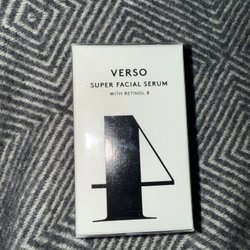 VERSO
SUPER FACIAL SERUM
WITH RETINOL 8
4